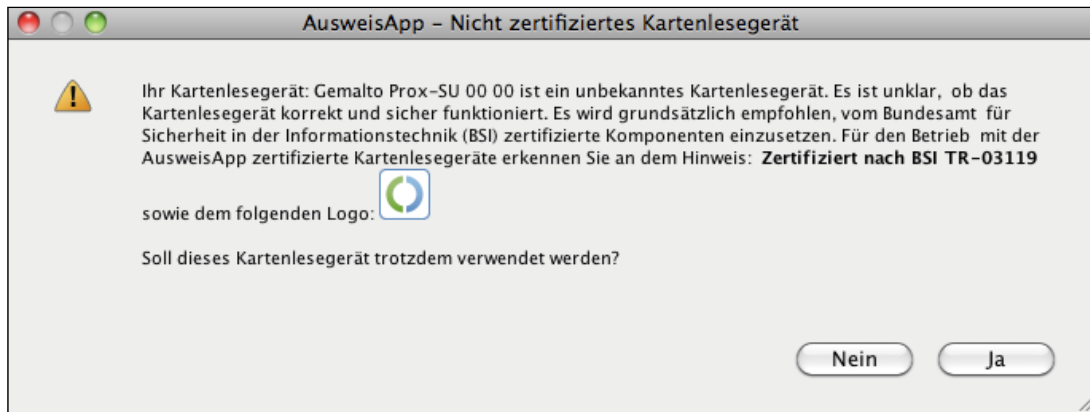 AusweisApp – Nicht zertifiziertes Kartenlesegerät
Ihr Kartenlesegerät: Gemalto Prox–SU 00 00 ist ein unbekanntes Kartenlesegerät. Es ist unklar, ob das
Kartenlesegerät korrekt und sicher funktioniert. Es wird grundsätzlich empfohlen, vom Bundesamt für
Sicherheit in der Informationstechnik (BSI) zertifizierte Komponenten einzusetzen. Für den Betrieb mit der
AusweisApp zertifizierte Kartenlesegeräte erkennen Sie an dem Hinweis: Zertifiziert nach BSI TR–03119
sowie dem folgenden Logo:
Soll dieses Kartenlesegerät trotzdem verwendet werden?
Nein Ja